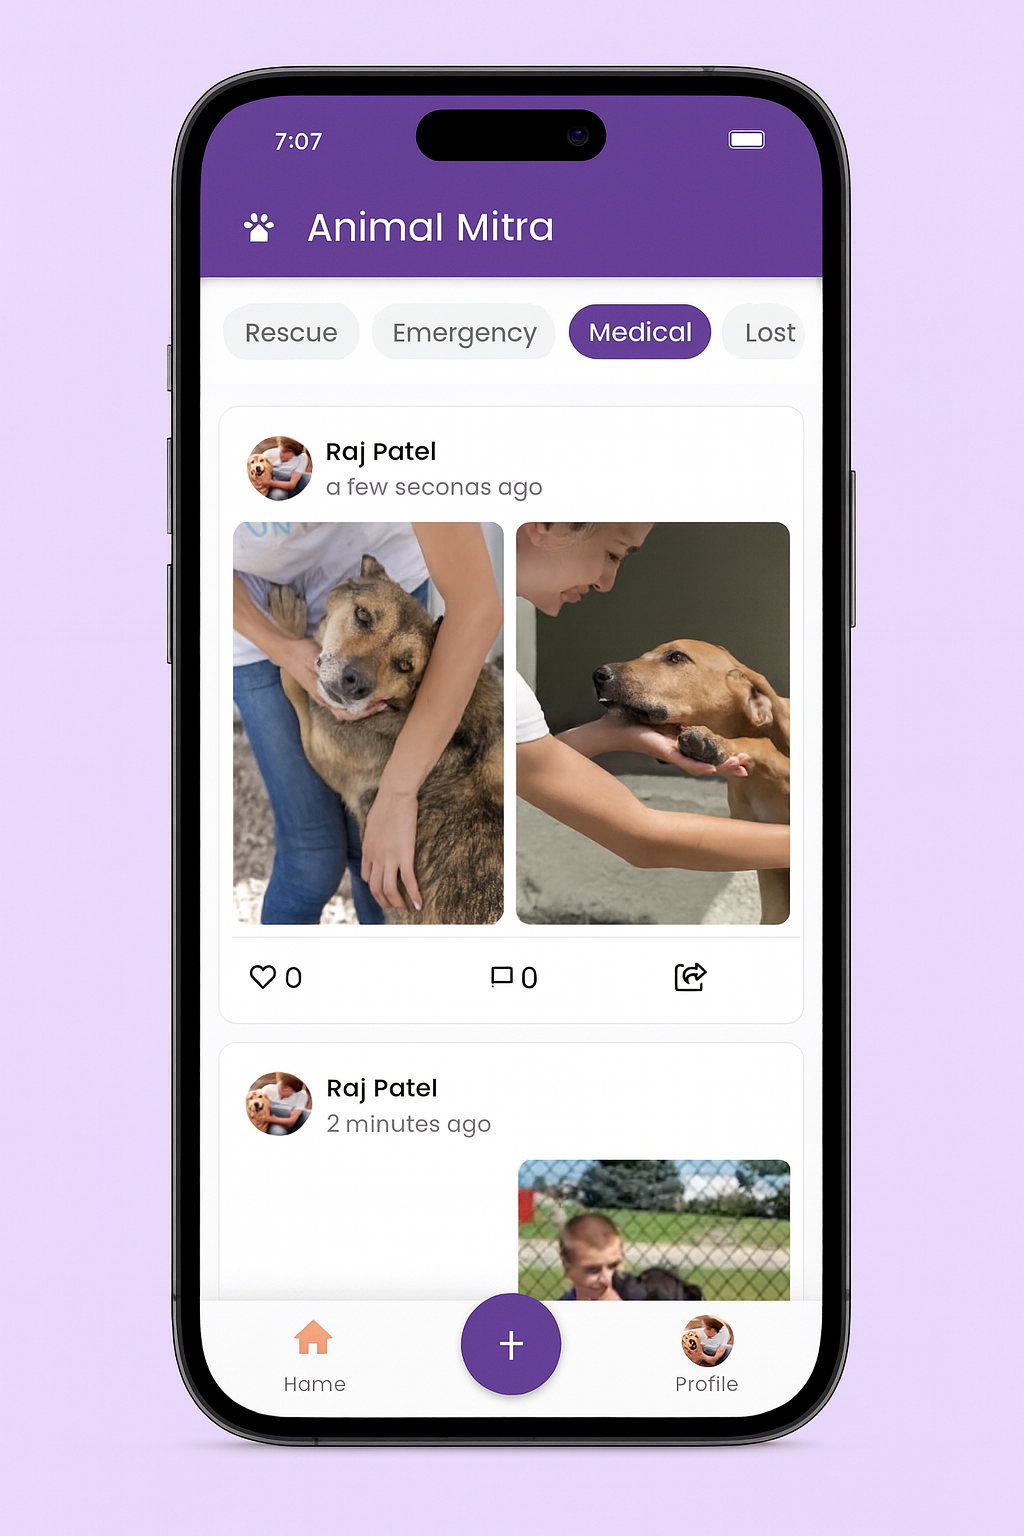 7:07
Animal Mitra
Rescue Emergency Medical Lost
Raj Patel
a few seconas ago
UN
0 0
Raj Patel
2 minutes ago
Hame Profile